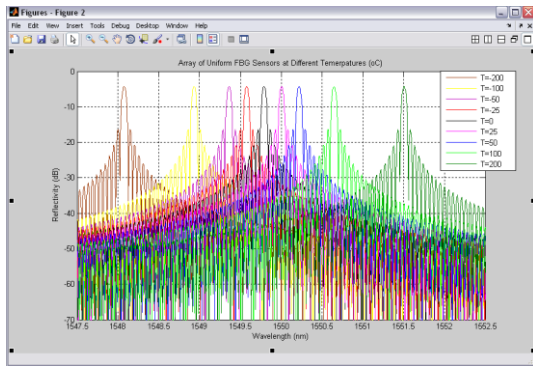 Figures - Figure 2
File Edit View Insert Tools Debug Desktop Window Help
Array of Uniform FBG Sensors at Different Temerpatures (oC)
0
-10
-20
-30
-40
-50
-60
-70
Reflectivity (dB)
T=-200
T=-100
T=-50
T=-25
T=0
T=25
T=50
T=100
T=200
1547.5 1548 1548.5 1549 1549.5 1550 1550.5 1551 1551.5 1552 1552.5
Wavelength (nm)